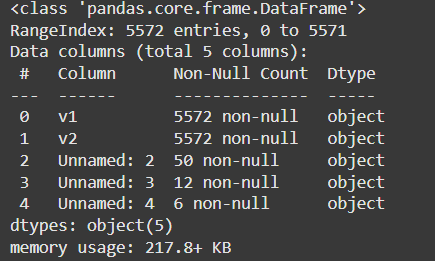 <class 'pandas.core.frame.DataFrame'>
RangeIndex: 5572 entries, 0 to 5571
Data columns (total 5 columns):
 #   Column      Non-Null Count  Dtype
---  ------      --------------  -----
 0   v1          5572 non-null   object
 1   v2          5572 non-null   object
 2   Unnamed: 2  50 non-null     object
 3   Unnamed: 3  12 non-null     object
 4   Unnamed: 4  6 non-null      object
dtypes: object(5)
memory usage: 217.8+ KB